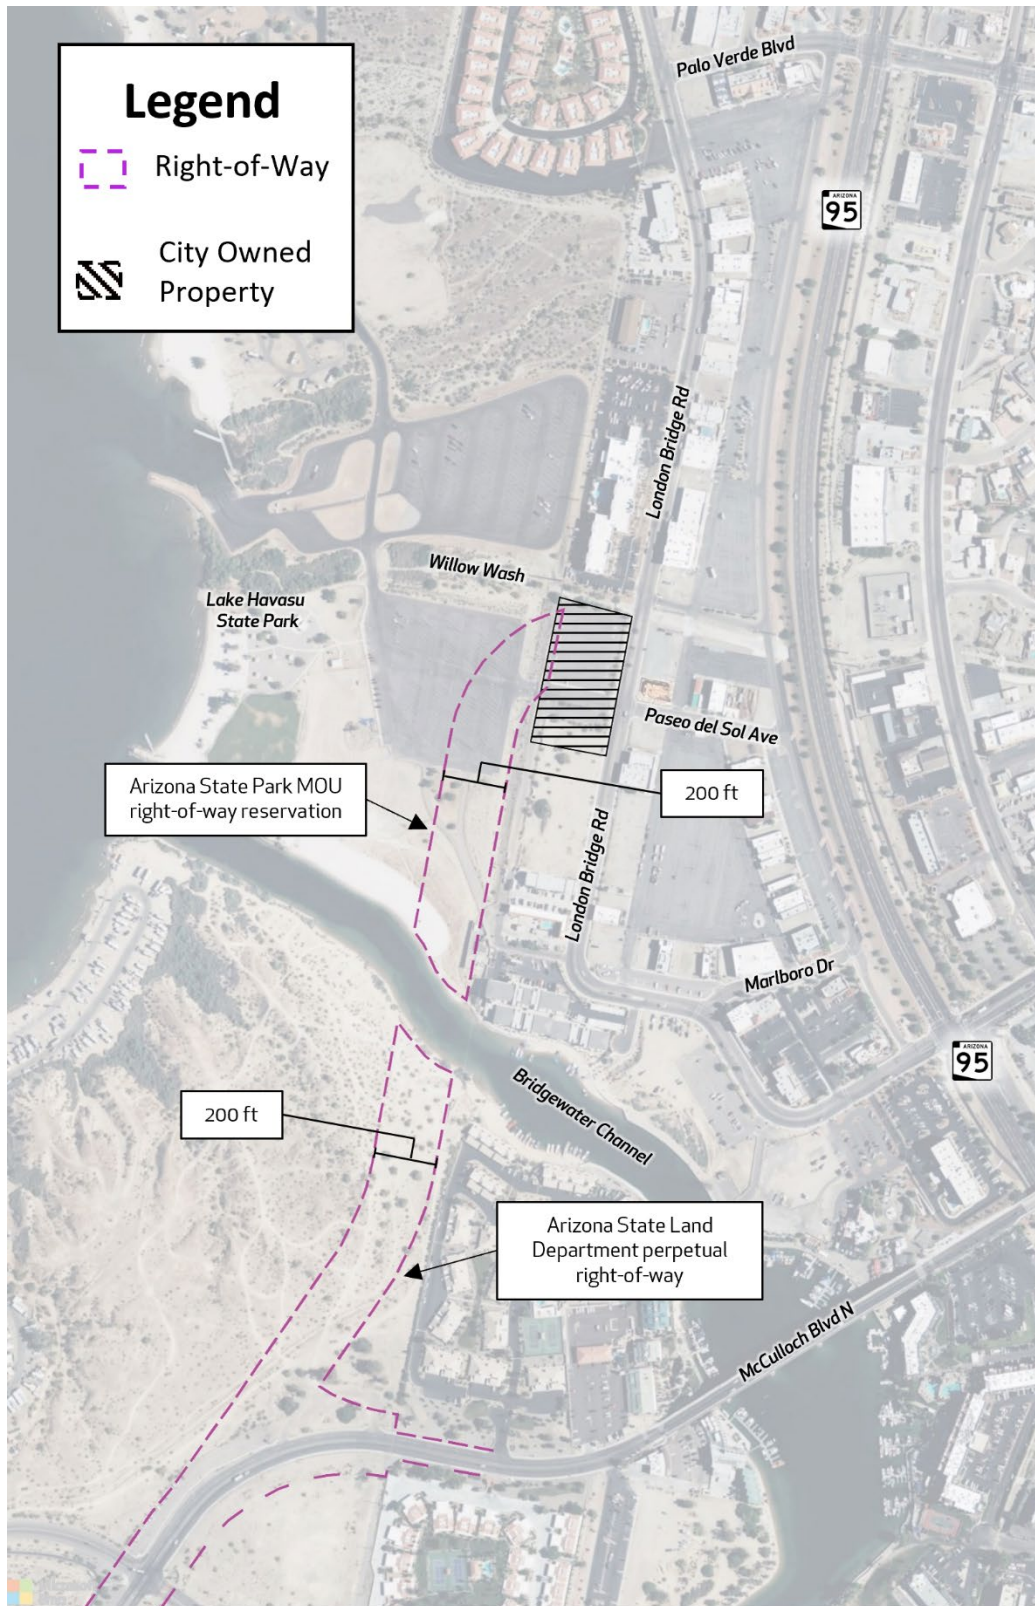 Legend
Right-of-Way
City Owned
Property
Palo Verde Blvd
ARIZONA
95
London Bridge Rd
Willow Wash
Lake Havasu
State Park
Paseo del Sol Ave
Arizona State Park MOU
right-of-way reservation
200 ft
London Bridge Rd
Marlboro Dr
ARIZONA
95
Bridgewater Channel
200 ft
Arizona State Land
Department perpetual
right-of-way
McCulloch Blvd N